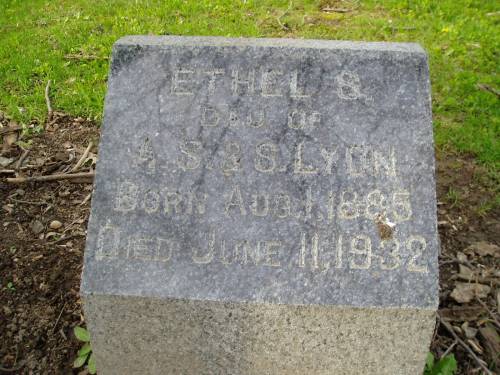 ETHEL S.
DAU OF
A.S. & S. LYON
BORN AUG. 1, 1885
DIED JUNE 11, 1932